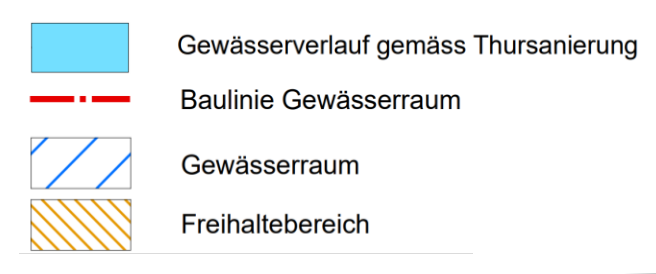 Gewässerverlauf gemäss Thursanierung
Baulinie Gewässerraum
Gewässerraum
Freihaltebereich